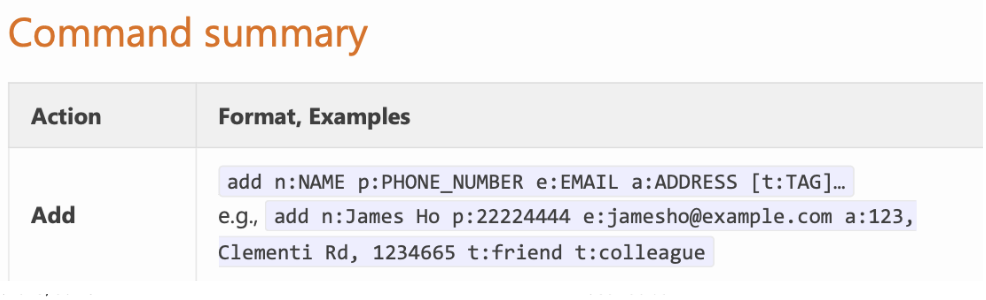 Command summary
Action
Format, Examples
Add
add n:NAME p:PHONE_NUMBER e:EMAIL a:ADDRESS [t:TAG]…
e.g., add n:James Ho p:22224444 e:jamesho@example.com a:123,
Clementi Rd, 1234665 t:friend t:colleague